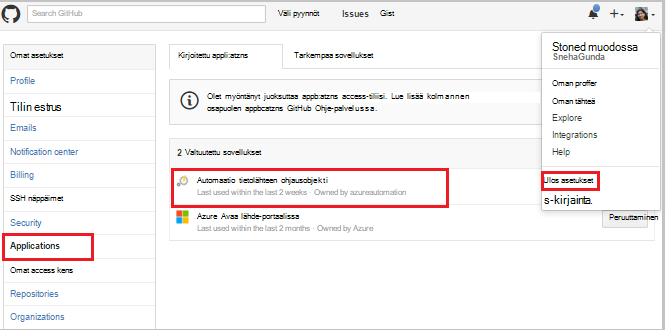 Search GitHub
Väli pyynnöt
Issues
Gist
Omat asetukset
Profile
Tilin estrus
Emails
Notification center
Billing
SSH näppäimet
Security
Applications
Omat access kens
Repositories
Organizations
Kirjoitettu appli:atzns
Tarkempaa sovellukset
Olet myöntänyt juoksuttaa appb:atzns access-tiliisi. Lue lisää kolmannen
osapuolen appbcatzns GitHub Ohje-palvelussa.
2 Valtuutettu sovellukset
Automaatio tietolähteen ohjausobjekti
Last used within the last 2 weeks · Owned by azureautomation
Azure Avaa lähde-portaalissa
Last used within the last 2 months · Owned by Azure
Peruuttaminen
Stoned muodossa
SnehaGunda
Oman proffer
Oman tähteä
Explore
Integrations
Help
Ulos asetukset
s-kirjainta.